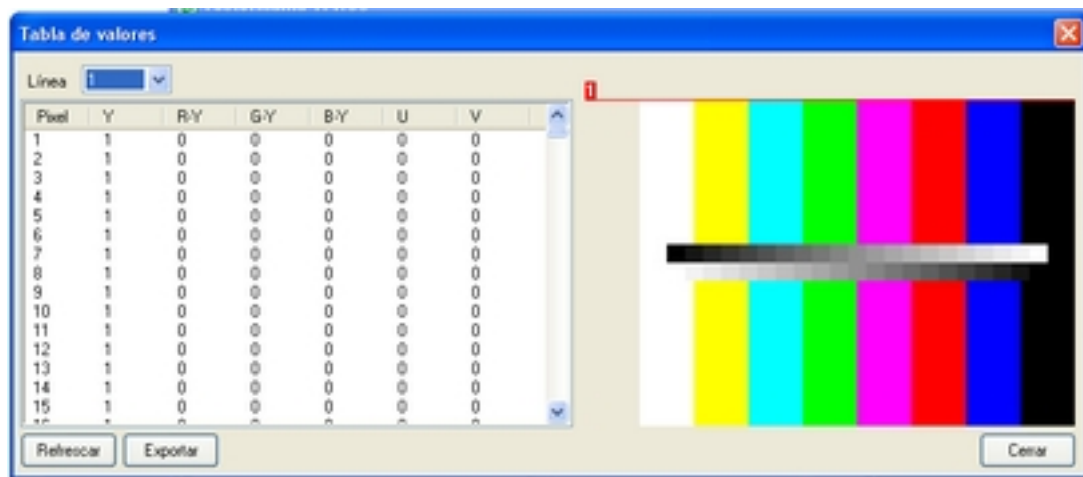 Tabla de valores
Línea 1
1
Pixel Y R-Y G-Y B-Y U V
1 1 0 0 0 0 0
2 1 0 0 0 0 0
3 1 0 0 0 0 0
4 1 0 0 0 0 0
5 1 0 0 0 0 0
6 1 0 0 0 0 0
7 1 0 0 0 0 0
8 1 0 0 0 0 0
9 1 0 0 0 0 0
10 1 0 0 0 0 0
11 1 0 0 0 0 0
12 1 0 0 0 0 0
13 1 0 0 0 0 0
14 1 0 0 0 0 0
15 1 0 0 0 0 0
Refrescar Exportar Cerrar